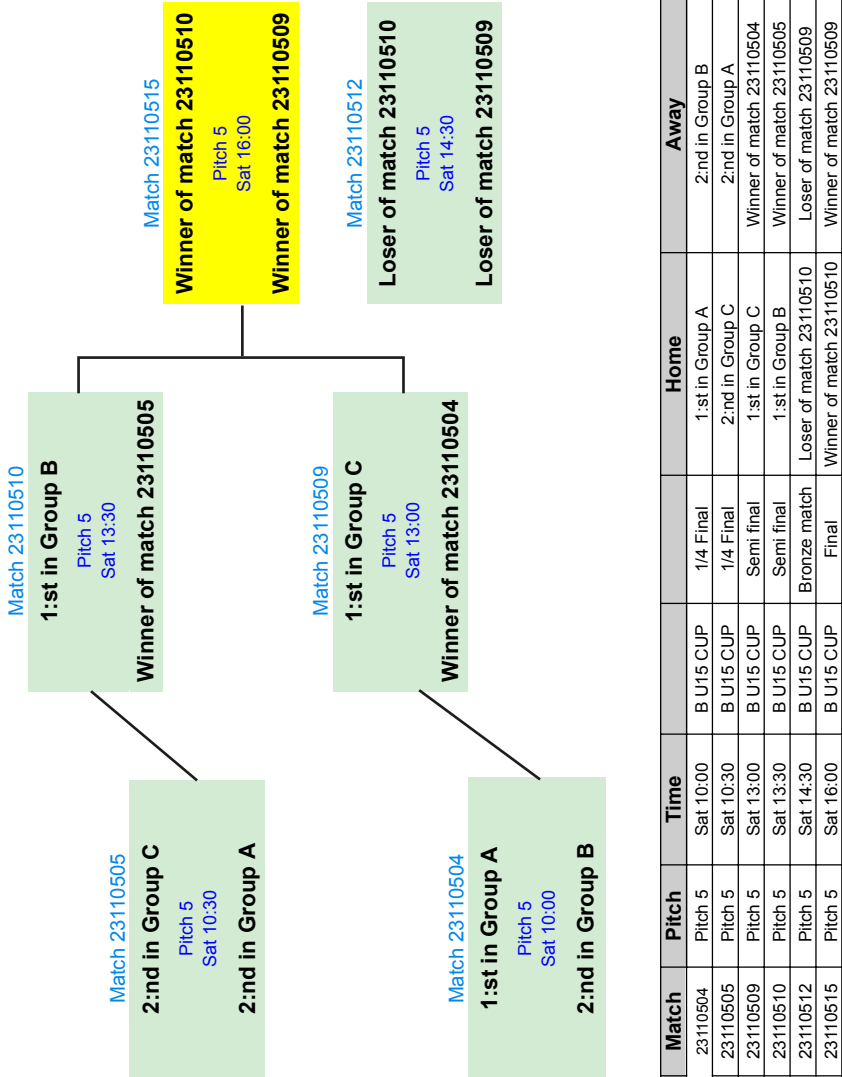 Match 23110505
2:nd in Group C
Pitch 5
Sat 10:30
2:nd in Group A
Match 23110504
1:st in Group A
Pitch 5
Sat 10:00
2:nd in Group B
Match 23110510
1:st in Group B
Pitch 5
Sat 13:30
Winner of match 23110505
Match 23110509
1:st in Group C
Pitch 5
Sat 13:00
Winner of match 23110504
Match 23110515
Winner of match 23110510
Pitch 5
Sat 16:00
Winner of match 23110509
Match 23110512
Loser of match 23110510
Pitch 5
Sat 14:30
Loser of match 23110509
Match Pitch Time Home Away
23110504 Pitch 5 Sat 10:00 B U15 CUP 1/4 Final 1:st in Group A 2:nd in Group B
23110505 Pitch 5 Sat 10:30 B U15 CUP 1/4 Final 2:nd in Group C 2:nd in Group A
23110509 Pitch 5 Sat 13:00 B U15 CUP Semi final 1:st in Group C Winner of match 23110504
23110510 Pitch 5 Sat 13:30 B U15 CUP Semi final 1:st in Group B Winner of match 23110505
23110512 Pitch 5 Sat 14:30 B U15 CUP Bronze match Loser of match 23110510 Loser of match 23110509
23110515 Pitch 5 Sat 16:00 B U15 CUP Final Winner of match 23110510 Winner of match 23110509